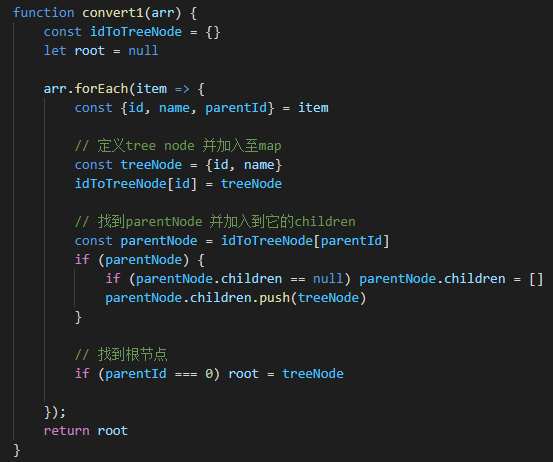 function convert1(arr) {
    const idToTreeNode = {}
    let root = null

    arr.forEach(item => {
        const {id, name, parentId} = item

        // 定义tree node 并加入至map
        const treeNode = {id, name}
        idToTreeNode[id] = treeNode

        // 找到parentNode 并加入到它的children
        const parentNode = idToTreeNode[parentId]
        if (parentNode) {
            if (parentNode.children == null) parentNode.children = []
            parentNode.children.push(treeNode)
        }

        // 找到根节点
        if (parentId === 0) root = treeNode

    });
    return root
}